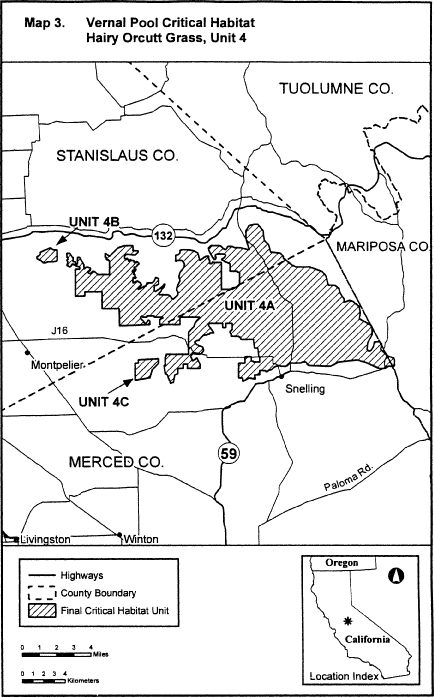 Map 3. Vernal Pool Critical Habitat
Hairy Orcutt Grass, Unit 4
TUOLUMNE CO.
STANISLAUS CO.
UNIT 4B
132
MARIPOSA CO.
UNIT 4A
J16
Montpelier
Snelling
UNIT 4C
59
MERCED CO.
Paloma Rd.
Livingston
Winton
Highways
County Boundary
Final Critical Habitat Unit
0 1 2 3 4
Miles
0 1 2 3 4
Kilometers
Oregon
California
Location Index